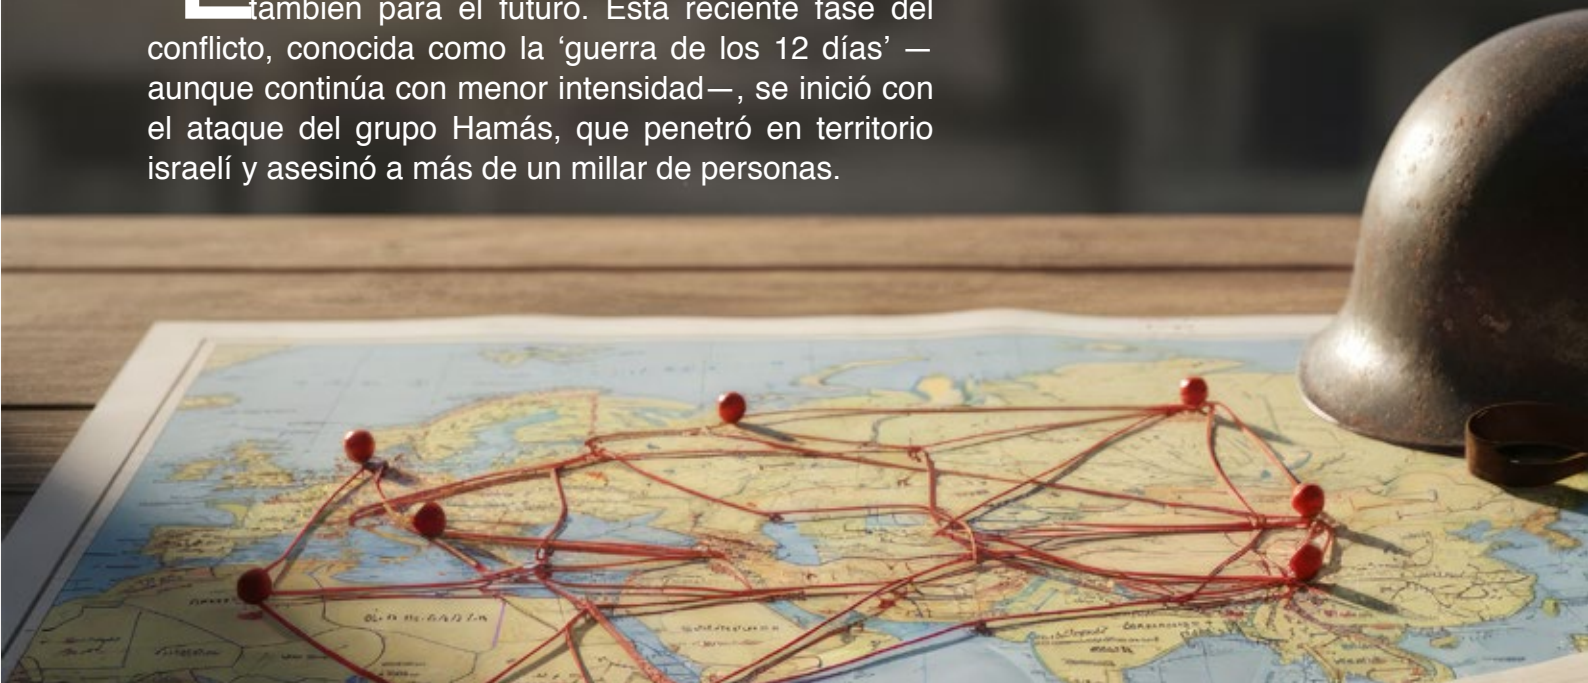 también para el futuro. Esta reciente fase del
conflicto, conocida como la ‘guerra de los 12 días’ —
aunque continúa con menor intensidad—, se inició con
el ataque del grupo Hamás, que penetró en territorio
israelí y asesinó a más de un millar de personas.